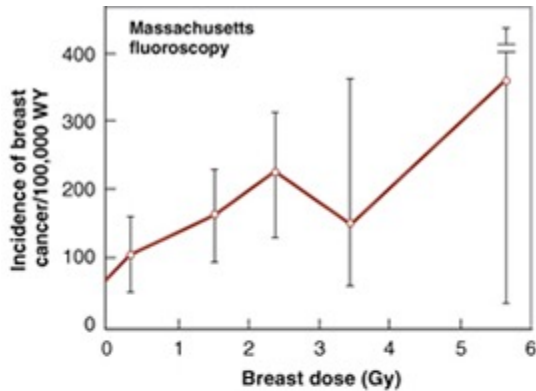 Massachusetts
fluoroscopy
Incidence of breast
cancer/100,000 WY
400
300
200
100
0
0 1 2 3 4 5 6
Breast dose (Gy)